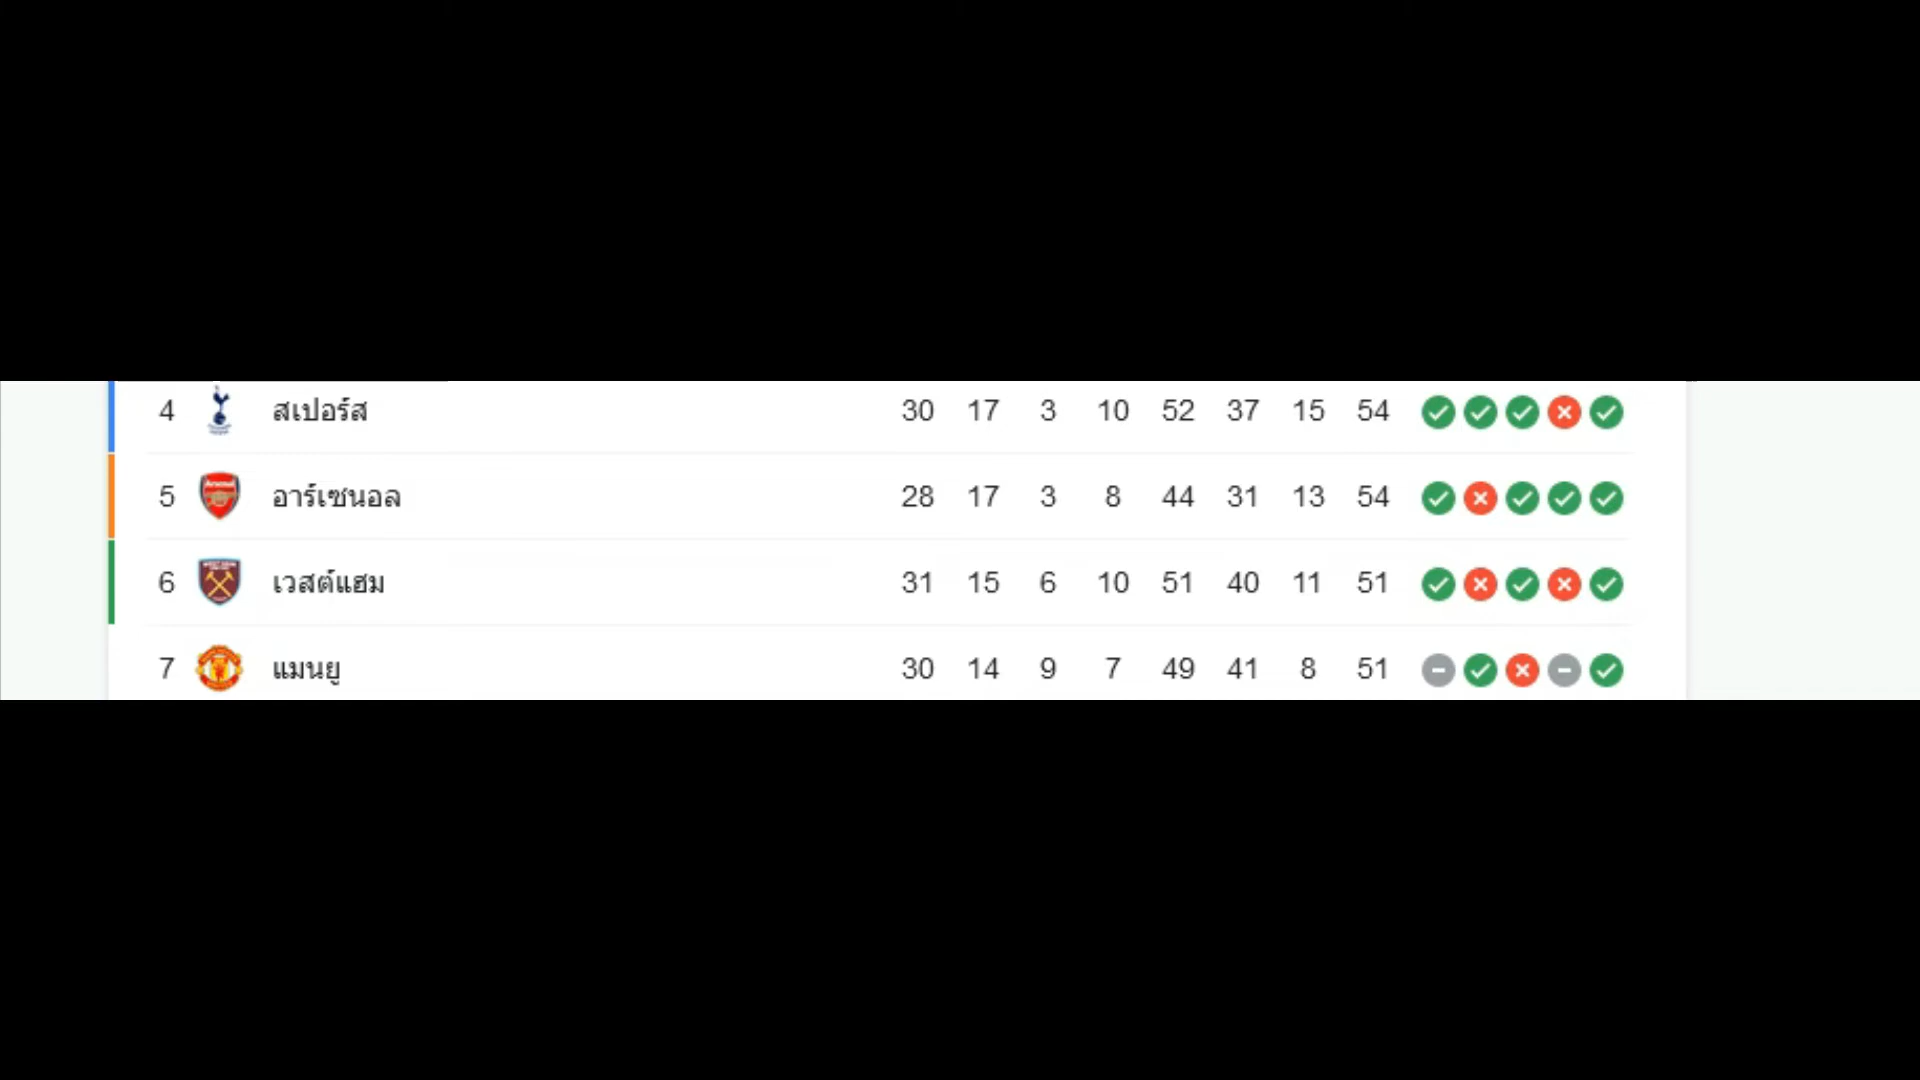 4 สเปอร์ส 30 17 3 10 52 37 15 54
5 อาร์เซนอล 28 17 3 8 44 31 13 54
6 เวสต์แฮม 31 15 6 10 51 40 11 51
7 แมนยู 30 14 9 7 49 41 8 51